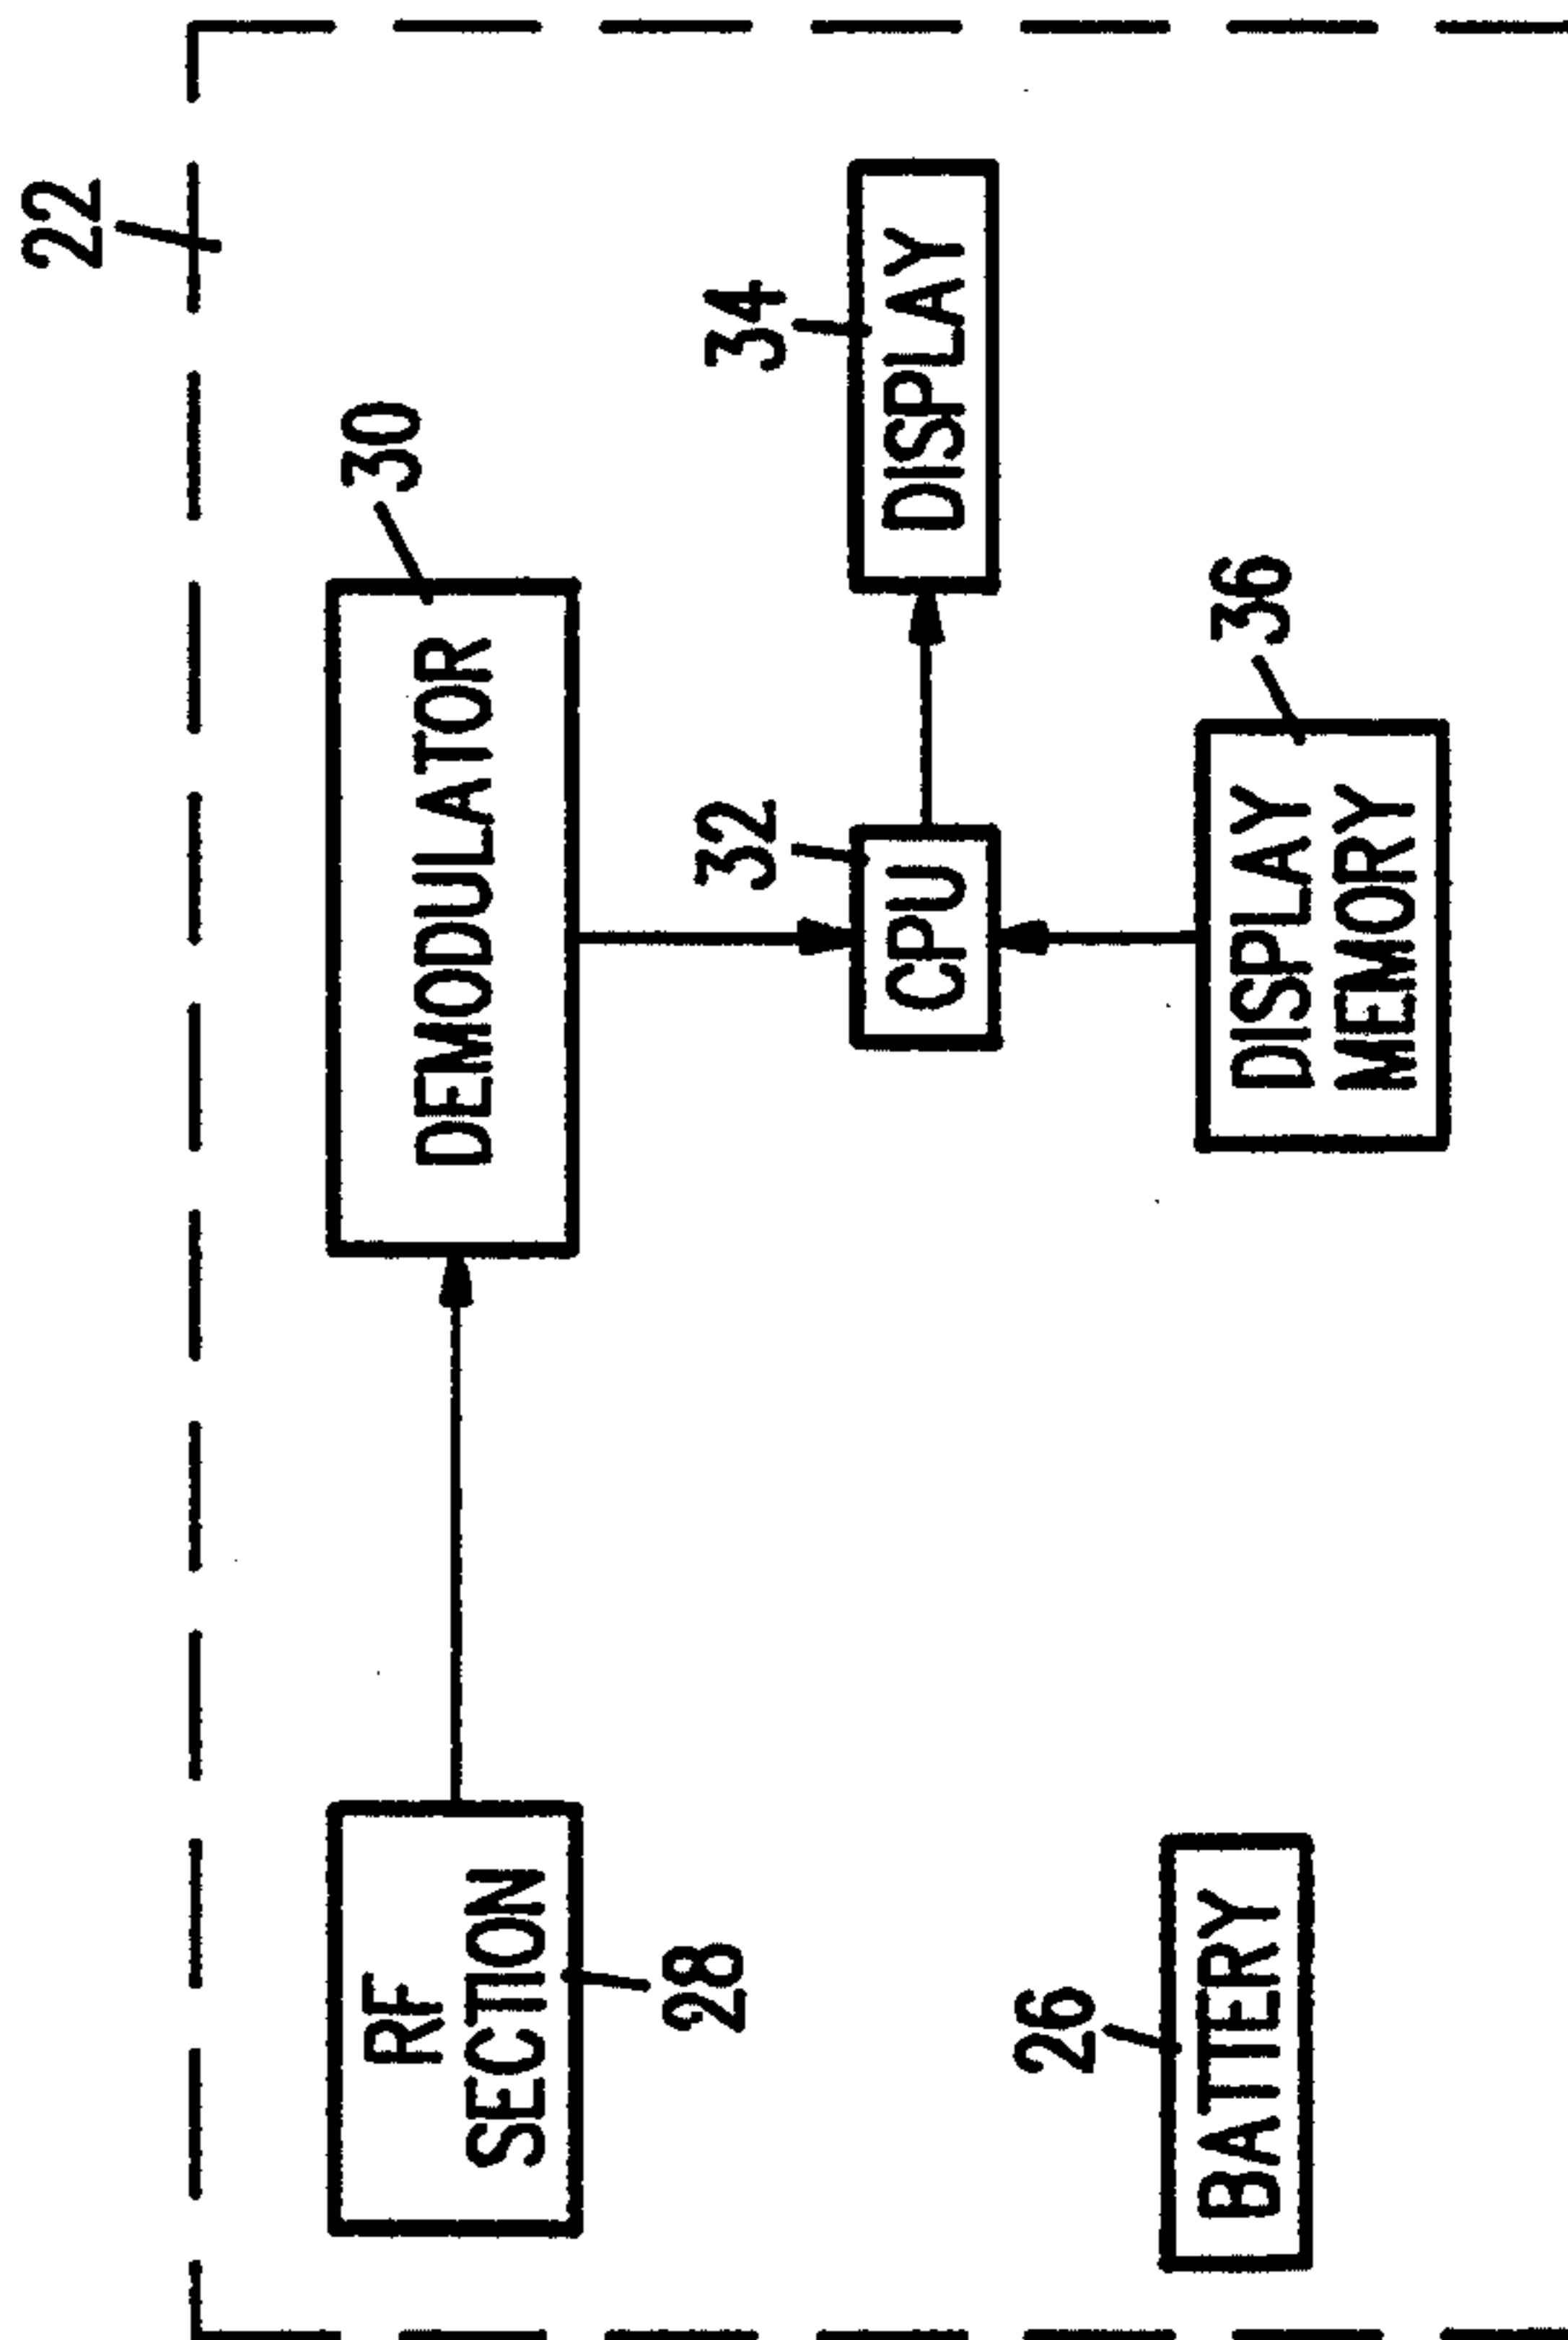 22
30
DEMODULATOR
RF
SECTION
28
34
DISPLAY
32
CPU
36
DISPLAY
MEMORY
26
BATTERY